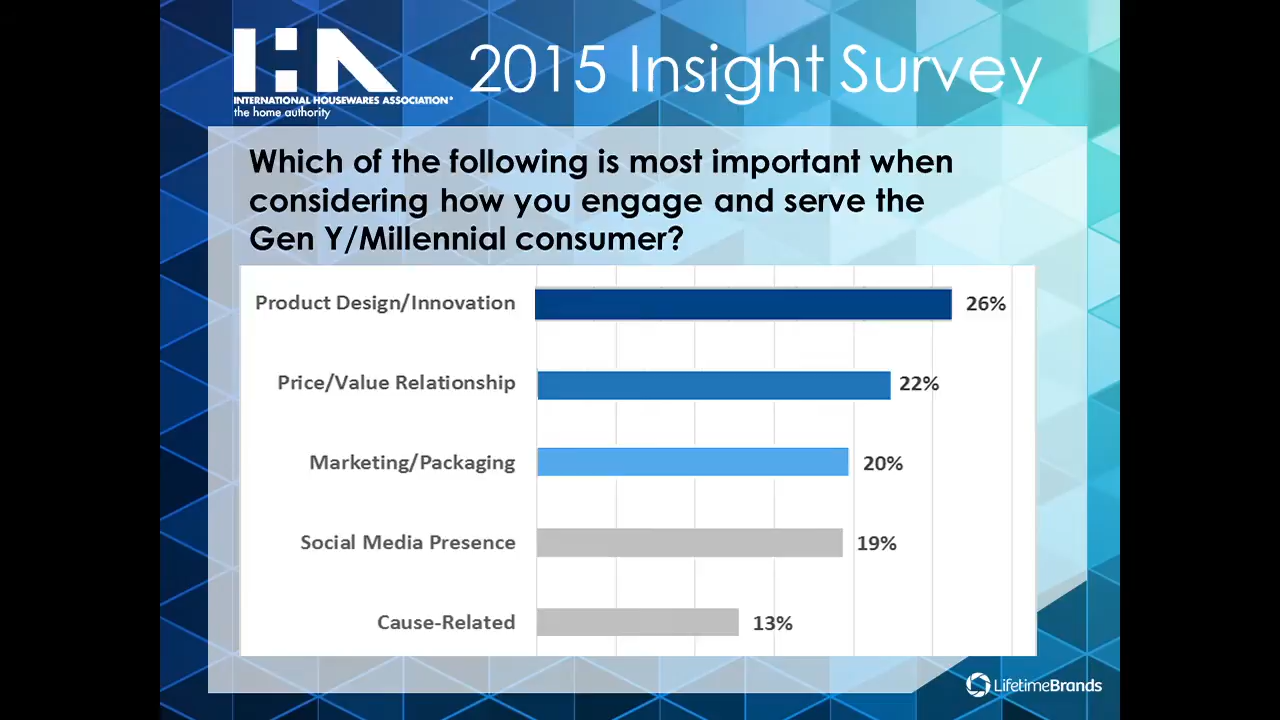 2015 Insight Survey
INTERNATIONAL HOUSEWARES ASSOCIATION®
the home authority
Which of the following is most important when
considering how you engage and serve the
Gen Y/Millennial consumer?
Product Design/Innovation 26%
Price/Value Relationship 22%
Marketing/Packaging 20%
Social Media Presence 19%
Cause-Related 13%
LifetimeBrands